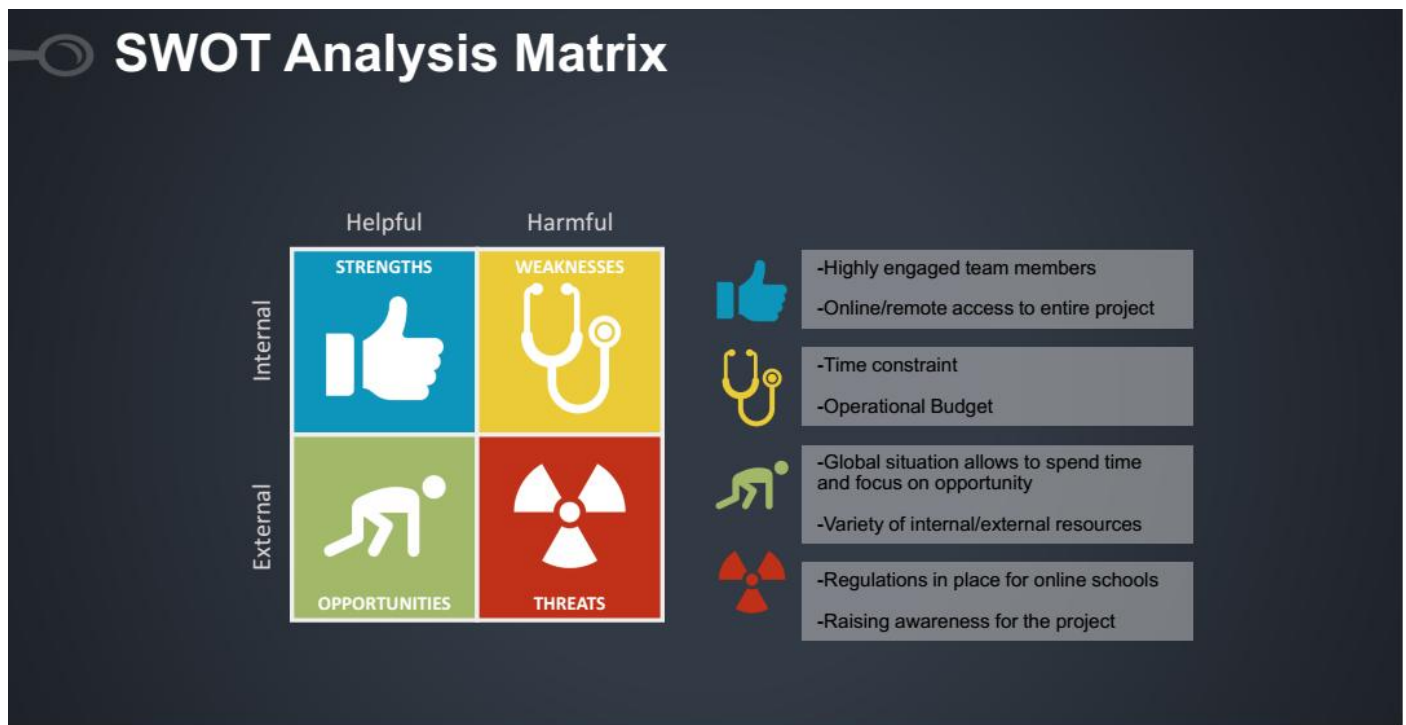 SWOT Analysis Matrix
Helpful
Harmful
Internal
External
STRENGTHS
WEAKNESSES
OPPORTUNITIES
THREATS
-Highly engaged team members
-Online/remote access to entire project
-Time constraint
-Operational Budget
-Global situation allows to spend time
and focus on opportunity
-Variety of internal/external resources
-Regulations in place for online schools
-Raising awareness for the project